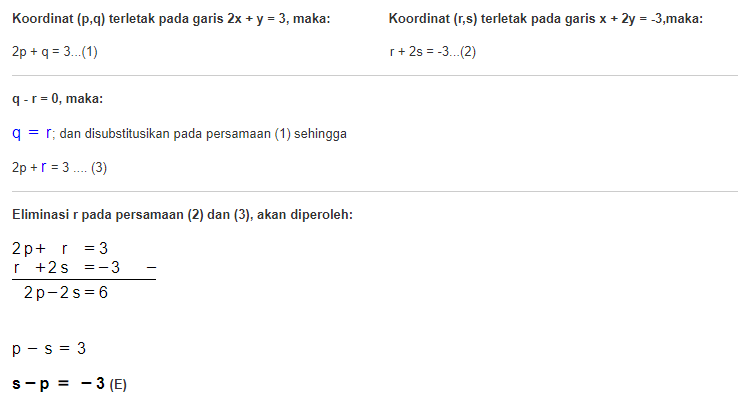 Koordinat (p,q) terletak pada garis 2x + y = 3, maka:
Koordinat (r,s) terletak pada garis x + 2y = -3,maka:
2p + q = 3...(1)
r + 2s = -3...(2)
q - r = 0, maka:
q = r; dan disubstitusikan pada persamaan (1) sehingga
2p + r = 3 .... (3)
Eliminasi r pada persamaan (2) dan (3), akan diperoleh:
2p+ r = 3
r +2s = −3 −
2p−2s = 6
p − s = 3
s − p = − 3 (E)